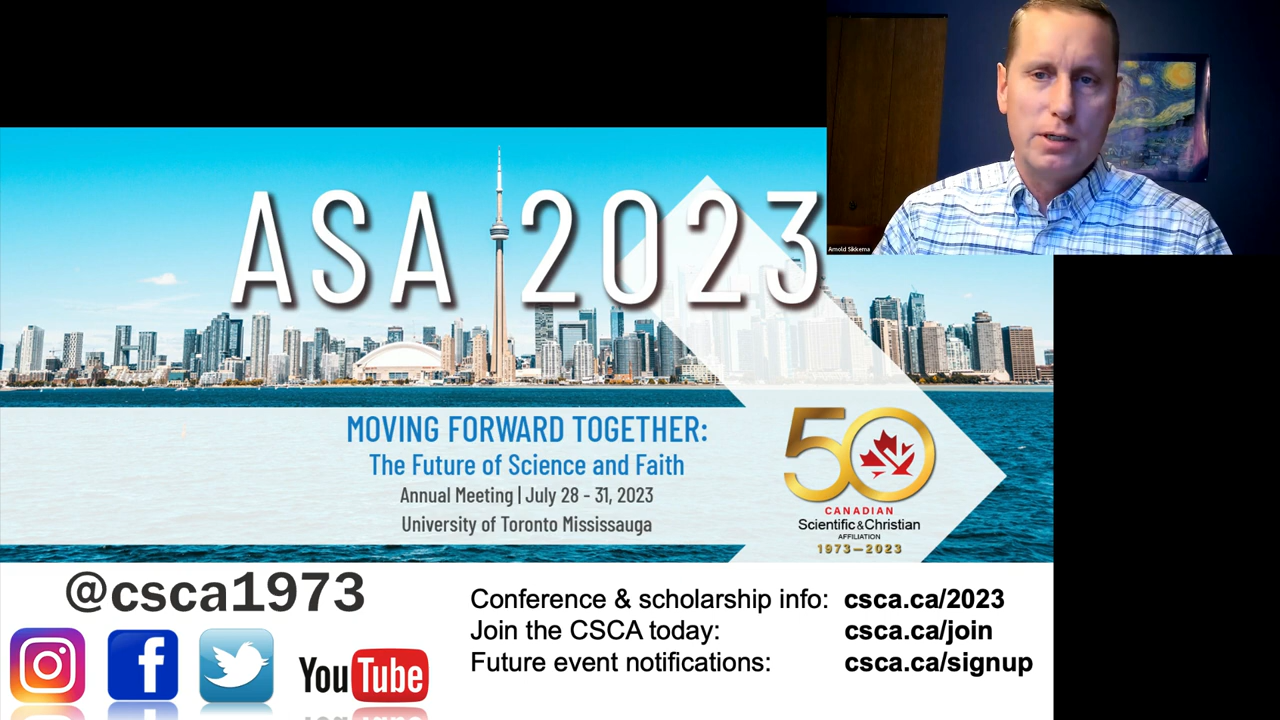 ASA 2023
Arnold Sikkema
MOVING FORWARD TOGETHER:
The Future of Science and Faith
Annual Meeting | July 28 - 31, 2023
University of Toronto Mississauga
50
CANADIAN
Scientific & Christian
AFFILIATION
1973—2023
@csca1973
YouTube
Conference & scholarship info: csca.ca/2023
Join the CSCA today: csca.ca/join
Future event notifications: csca.ca/signup